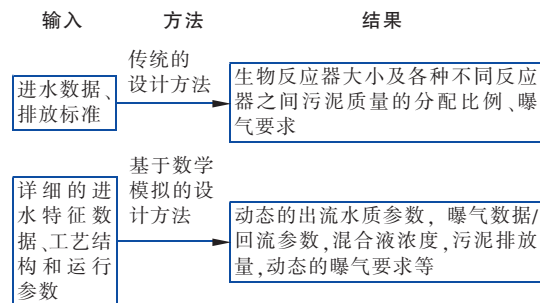 输入 方法 结果
传统的
设计方法
进水数据、
排放标准
生物反应器大小及各种不同反应
器之间污泥质量的分配比例、曝
气要求
基于数学
模拟的设
计方法
详细的进
水特征数
据、工艺结
构和运行
参数
动态的出流水质参数，曝气数据/
回流参数，混合液浓度，污泥排放
量，动态的曝气要求等